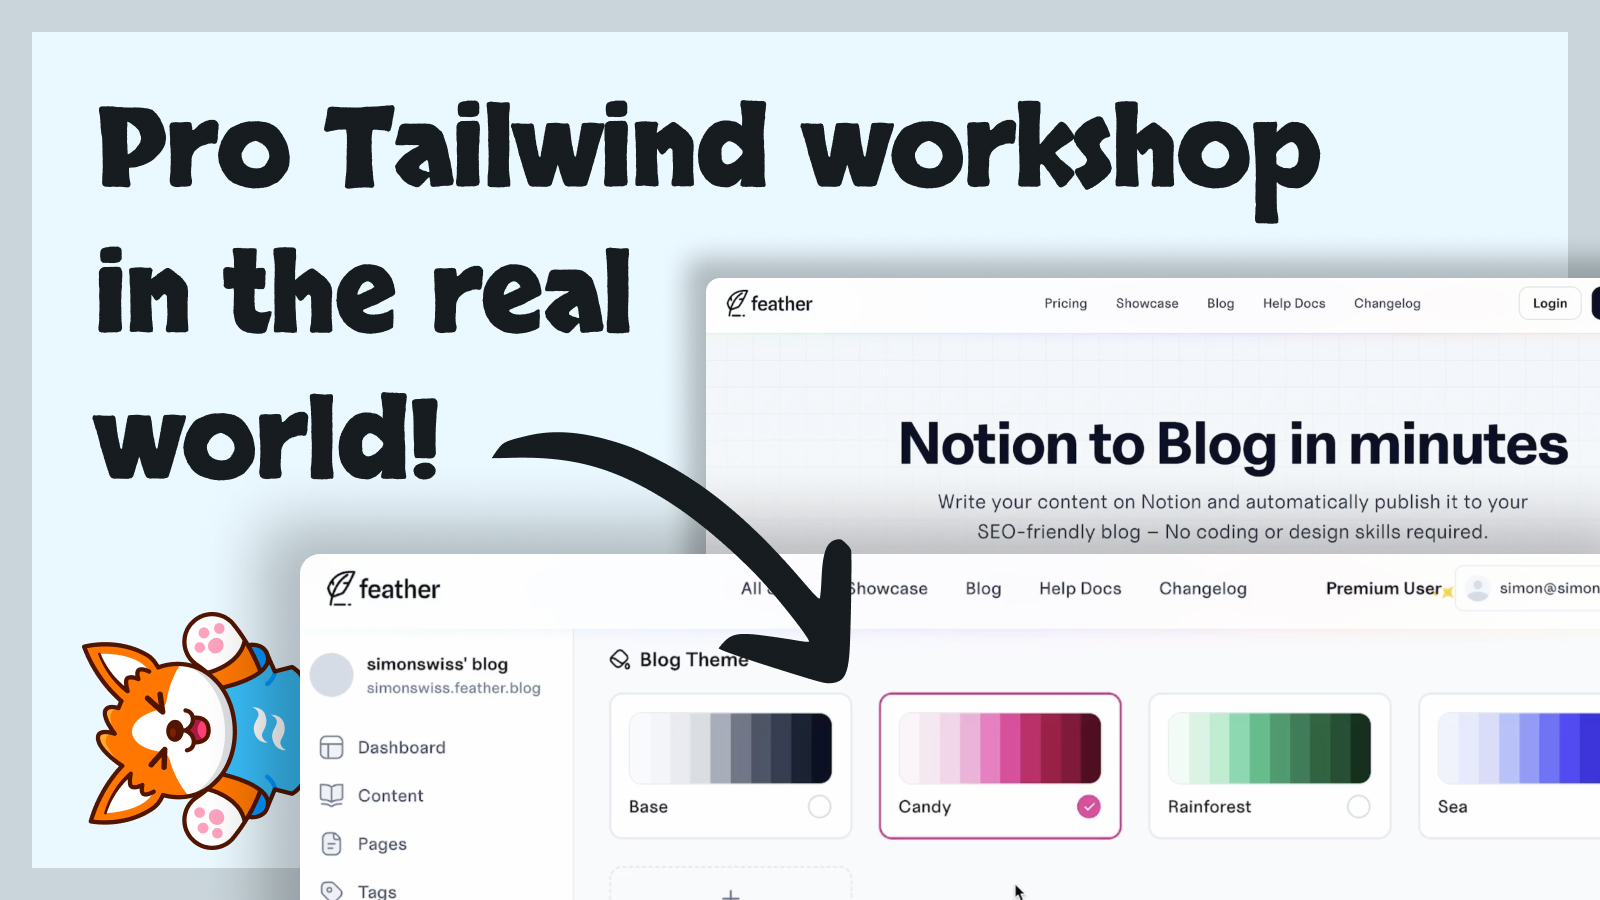 Pro Tailwind workshop
in the real
world!
feather
Pricing Showcase Blog Help Docs Changelog
Login
Notion to Blog in minutes
Write your content on Notion and automatically publish it to your
SEO-friendly blog – No coding or design skills required.
feather
All Showcase Blog Help Docs Changelog
Premium User
simon@simon
simonswiss' blog
simonswiss.feather.blog
Dashboard
Content
Pages
Tags
Blog Theme
Base
Candy
Rainforest
Sea